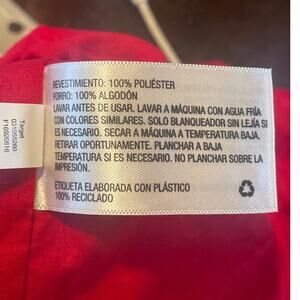 REVESTIMIENTO: 100% POLIÉSTER
FORRO: 100% ALGODÓN
LAVAR ANTES DE USAR. LAVAR A MÁQUINA CON AGUA FRÍA
CON COLORES SIMILARES. SOLO BLANQUEADOR SIN LEJÍA SI
ES NECESARIO. SECAR A MÁQUINA A TEMPERATURA BAJA.
RETIRAR OPORTUNAMENTE. PLANCHAR A BAJA
TEMPERATURA SI ES NECESARIO. NO PLANCHAR SOBRE LA
IMPRESIÓN.
ETIQUETA ELABORADA CON PLÁSTICO
100% RECICLADO
Target